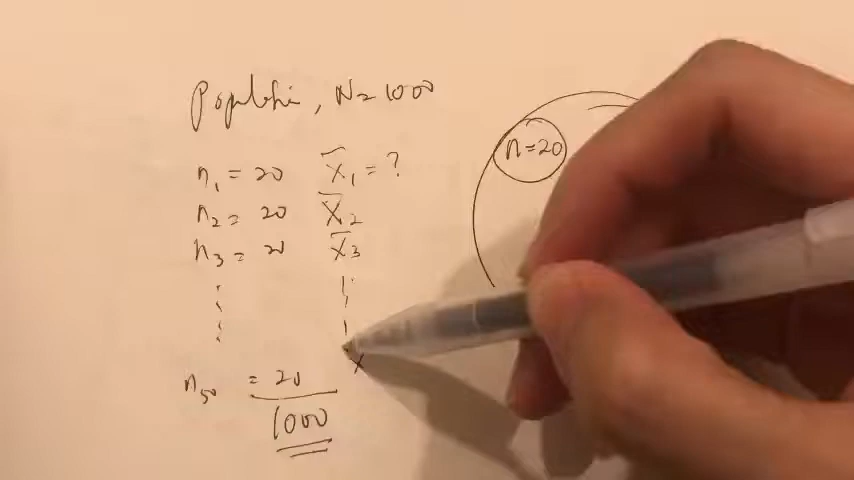 Population, N = 1000
n = 20
n₁ = 20 x̄₁ = ?
n₂ = 20 x̄₂
n₃ = 20 x̄₃
n₅₀ = 20
1000